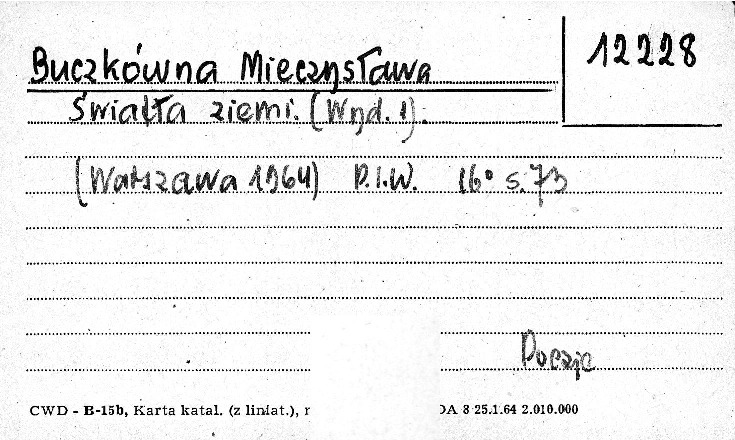 12228
Buczkówna Mieczysława
Światła ziemi. (Wyd. 1).
(Warszawa 1964) P.I.W. 16° s. 73
Poezje
CWD - B-15b, Karta katal. (z liniat.), r DA 8 25.1.64 2.010.000